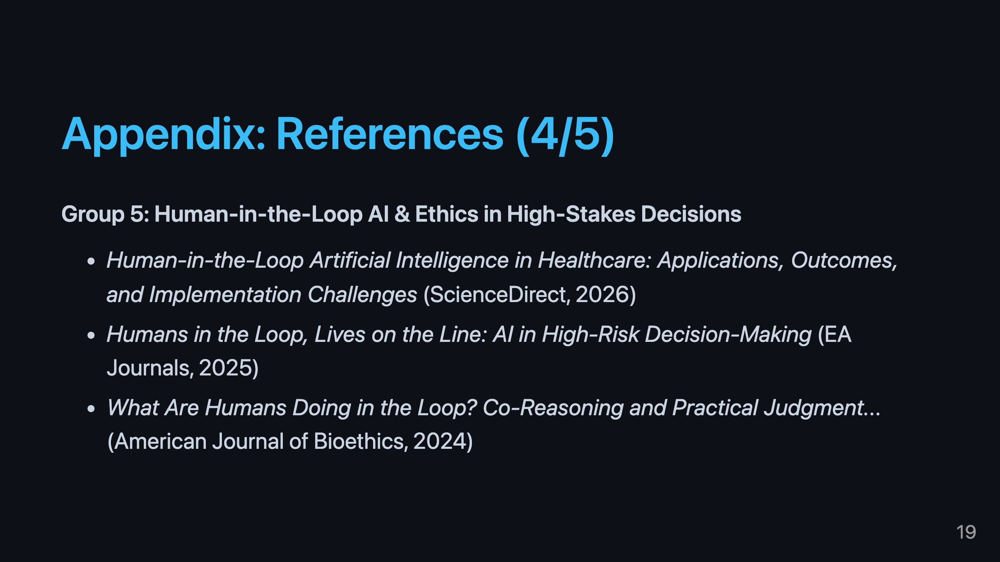 Appendix: References (4/5)
Group 5: Human-in-the-Loop AI & Ethics in High-Stakes Decisions
• Human-in-the-Loop Artificial Intelligence in Healthcare: Applications, Outcomes,
and Implementation Challenges (ScienceDirect, 2026)
• Humans in the Loop, Lives on the Line: AI in High-Risk Decision-Making (EA
Journals, 2025)
• What Are Humans Doing in the Loop? Co-Reasoning and Practical Judgment...
(American Journal of Bioethics, 2024)
19